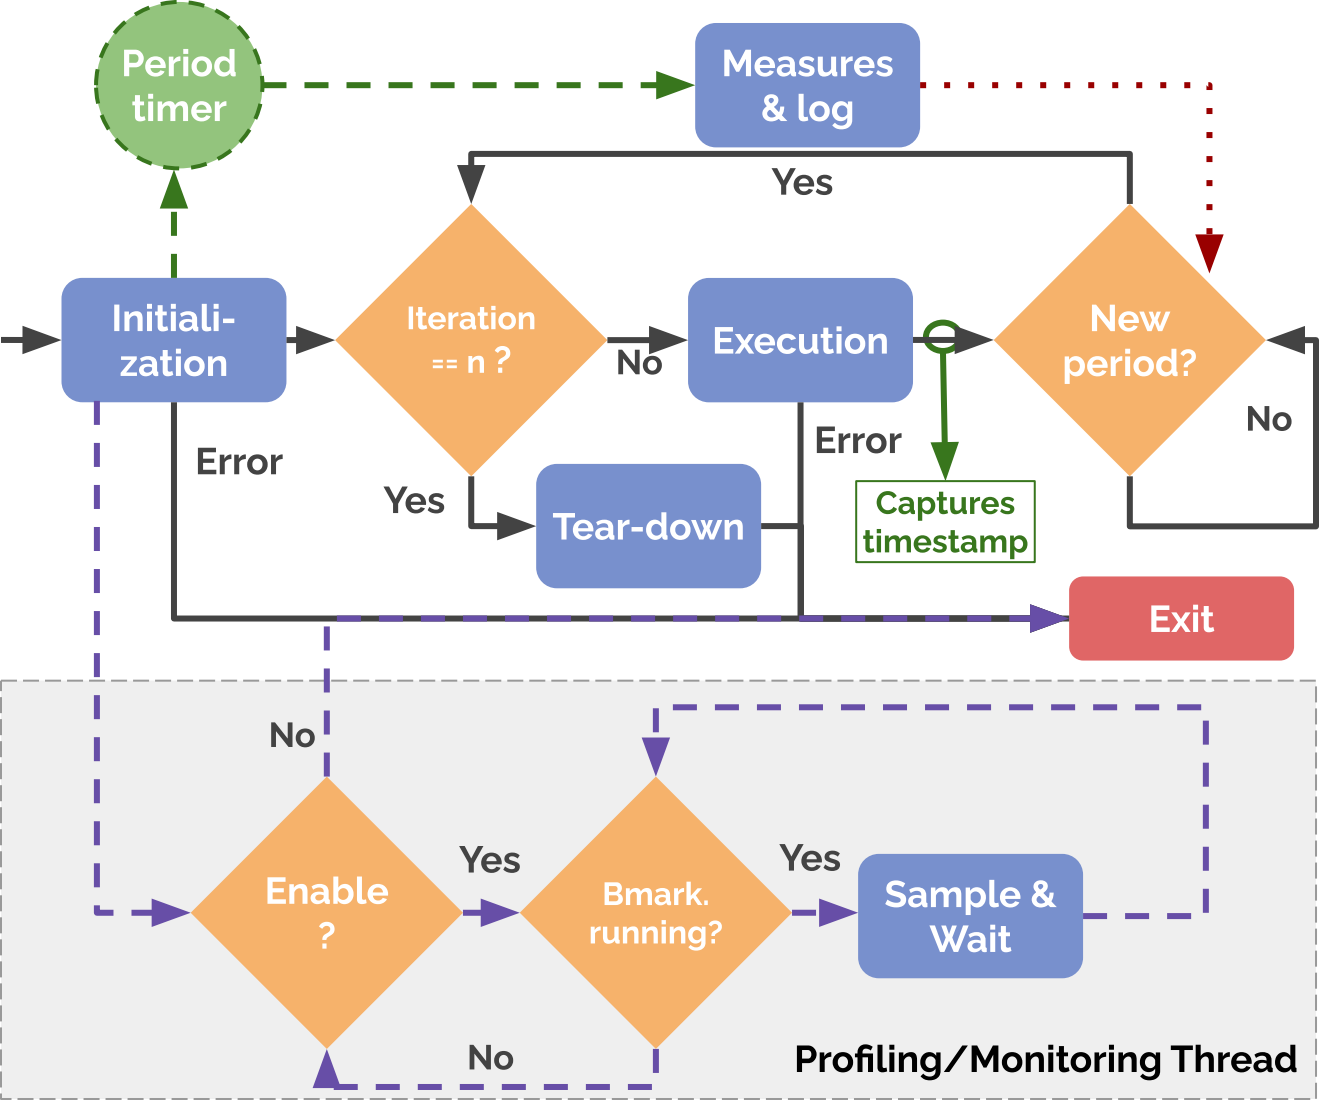 Period
timer
Measures
& log
Yes
Initiali-
zation
Iteration
== n ?
No
Execution
New
period?
No
Error
Error
Yes
Tear-down
Captures
timestamp
Exit
No
Enable
?
Yes
Bmark.
running?
Yes
Sample &
Wait
No
Profiling/Monitoring Thread